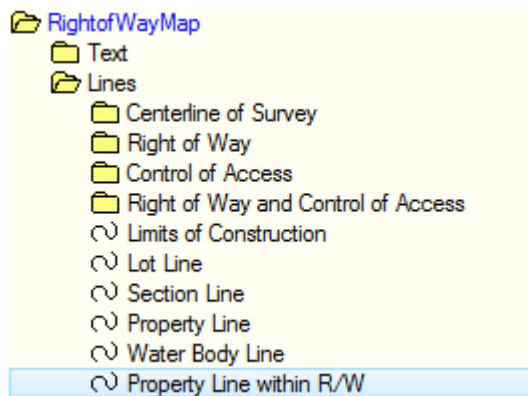 RightofWayMap
Text
Lines
Centerline of Survey
Right of Way
Control of Access
Right of Way and Control of Access
Limits of Construction
Lot Line
Section Line
Property Line
Water Body Line
Property Line within R/W